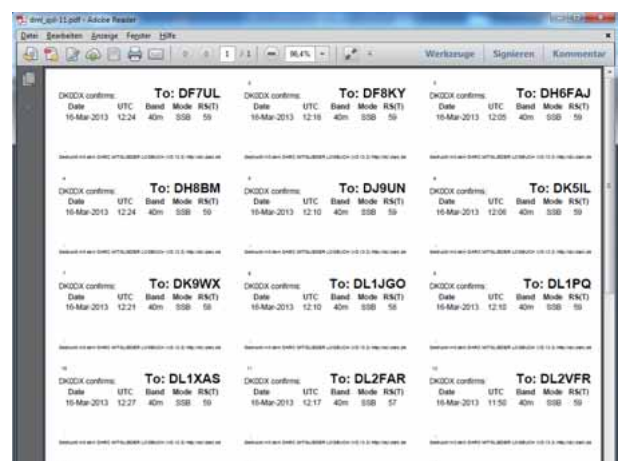 dml_qsl-11.pdf - Adobe Reader
Datei Bearbeiten Anzeige Fenster Hilfe
1 / 1 86,4% Werkzeuge Signieren Kommentar
DK0DX confirms: To: DF7UL
Date UTC Band Mode RS(T)
16-Mar-2013 12:24 40m SSB 59
DK0DX confirms: To: DF8KY
Date UTC Band Mode RS(T)
16-Mar-2013 12:16 40m SSB 59
DK0DX confirms: To: DH6FAJ
Date UTC Band Mode RS(T)
16-Mar-2013 12:05 40m SSB 59
DK0DX confirms: To: DH8BM
Date UTC Band Mode RS(T)
16-Mar-2013 12:24 40m SSB 59
DK0DX confirms: To: DJ9UN
Date UTC Band Mode RS(T)
16-Mar-2013 12:10 40m SSB 59
DK0DX confirms: To: DK5IL
Date UTC Band Mode RS(T)
16-Mar-2013 12:06 40m SSB 59
DK0DX confirms: To: DK9WX
Date UTC Band Mode RS(T)
16-Mar-2013 12:21 40m SSB 59
DK0DX confirms: To: DL1JGO
Date UTC Band Mode RS(T)
16-Mar-2013 12:10 40m SSB 58
DK0DX confirms: To: DL1PQ
Date UTC Band Mode RS(T)
16-Mar-2013 12:10 40m SSB 59
DK0DX confirms: To: DL1XAS
Date UTC Band Mode RS(T)
16-Mar-2013 12:27 40m SSB 59
DK0DX confirms: To: DL2FAR
Date UTC Band Mode RS(T)
16-Mar-2013 12:17 40m SSB 57
DK0DX confirms: To: DL2VFR
Date UTC Band Mode RS(T)
16-Mar-2013 11:50 40m SSB 59